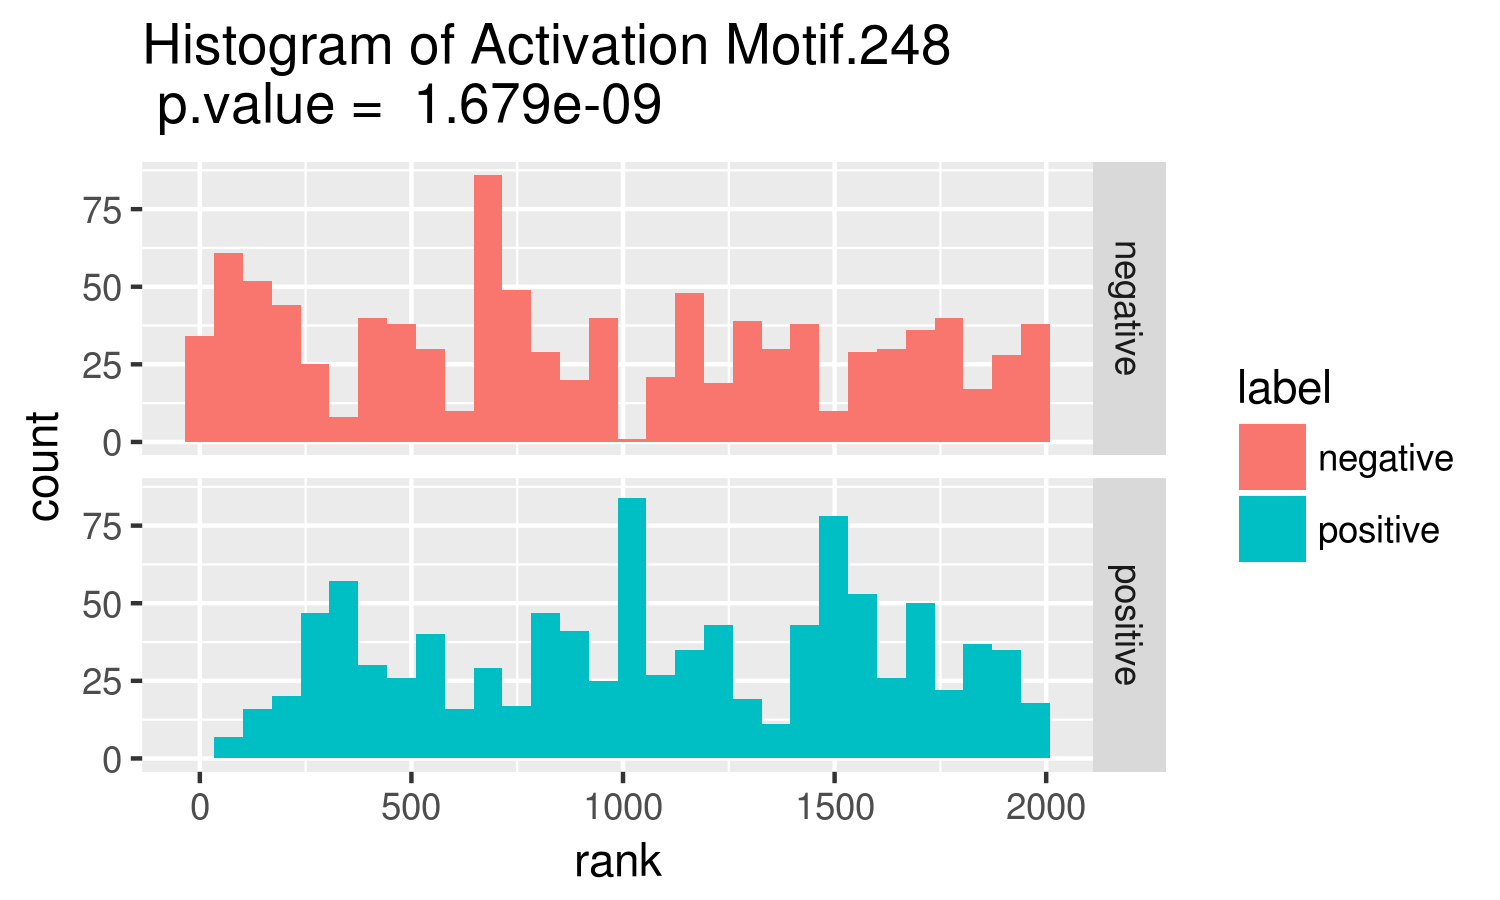 Histogram of Activation Motif.248
p.value = 1.679e-09
75
50
25
0
negative
count
75
50
25
0
positive
0 500 1000 1500 2000
rank
label
negative
positive